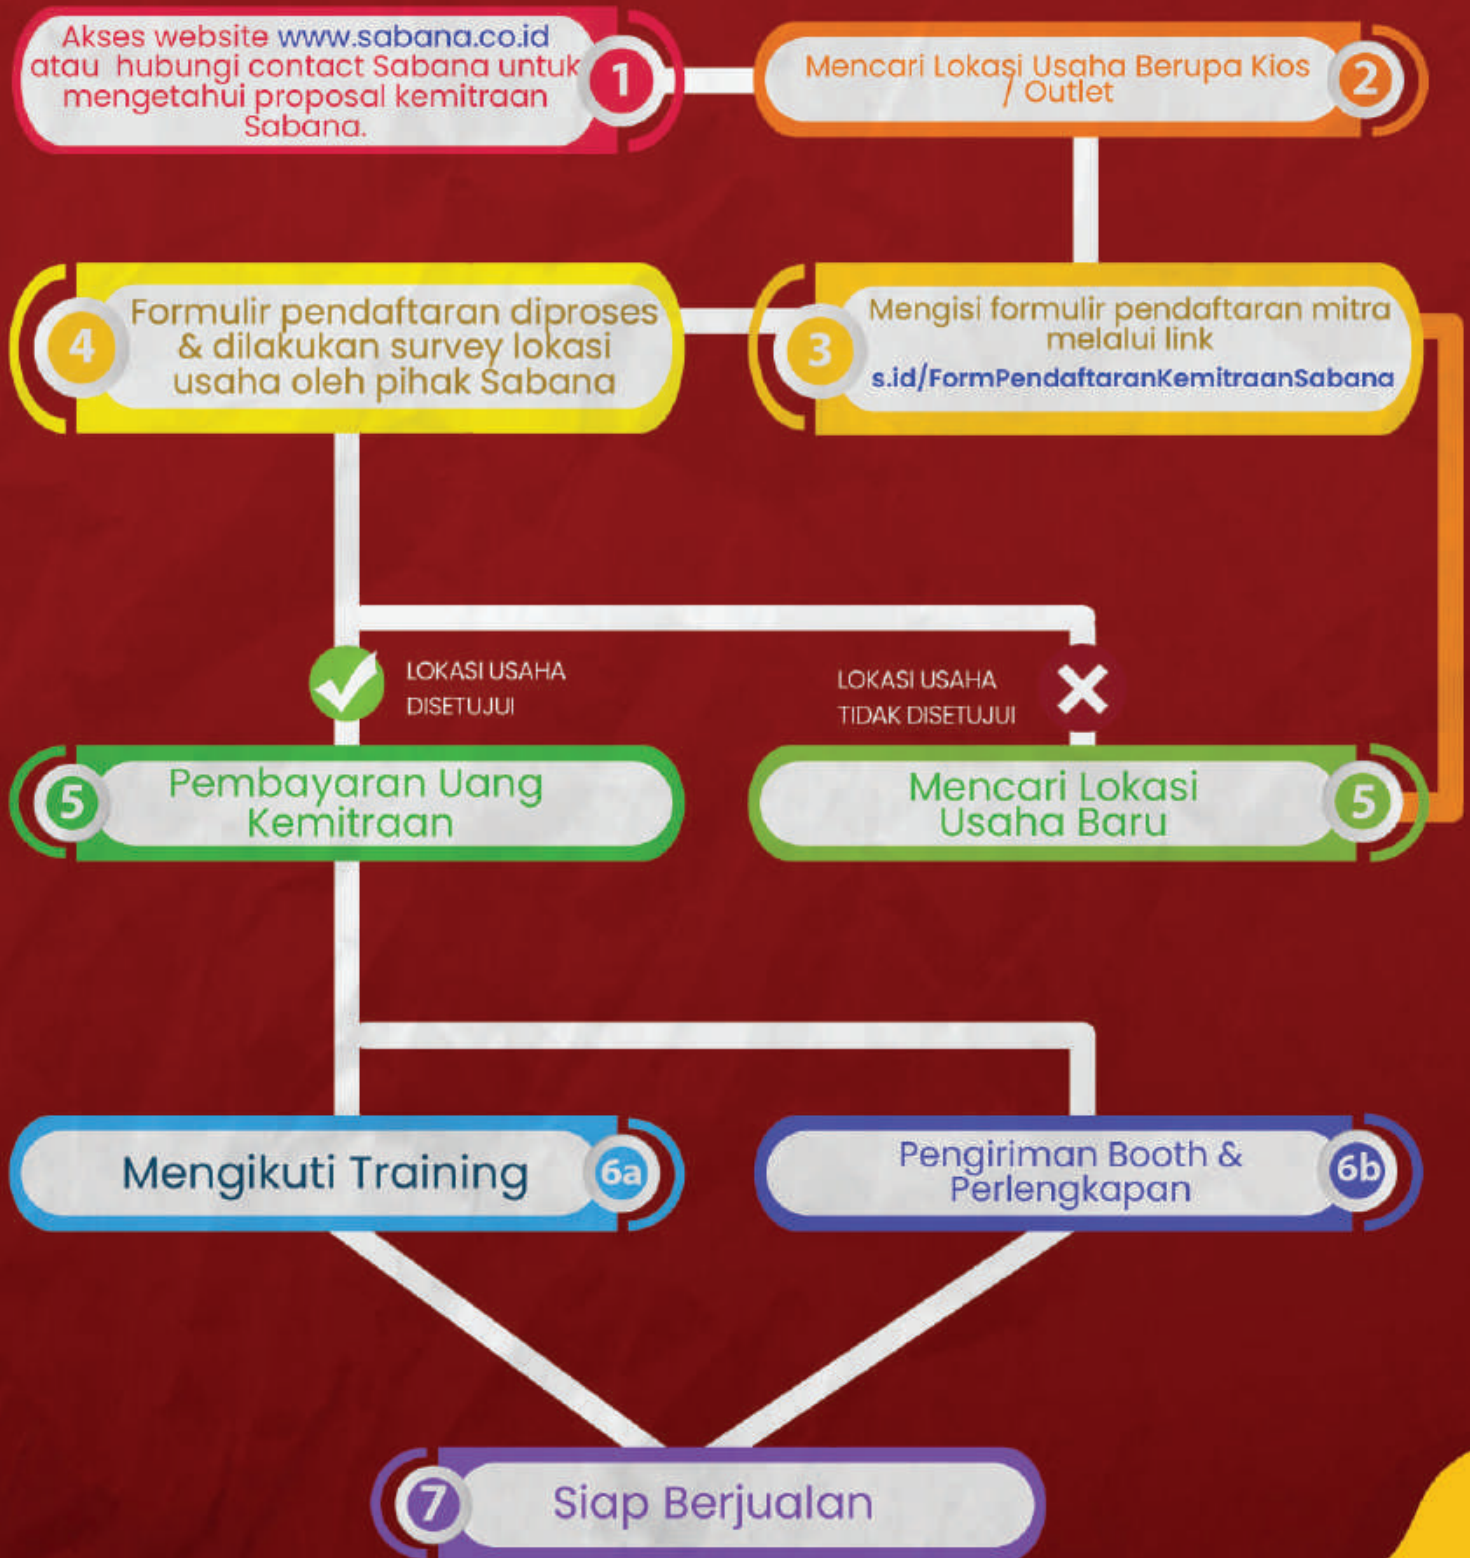 Akses website www.sabana.co.id
atau hubungi contact Sabana untuk
mengetahui proposal kemitraan
Sabana.
1
Mencari Lokasi Usaha Berupa Kios
/ Outlet
2
Mengisi formulir pendaftaran mitra
melalui link
s.id/FormPendaftaranKemitraanSabana
3
Formulir pendaftaran diproses
& dilakukan survey lokasi
usaha oleh pihak Sabana
4
LOKASI USAHA
DISETUJUI
LOKASI USAHA
TIDAK DISETUJUI
5
Pembayaran Uang
Kemitraan
Mencari Lokasi
Usaha Baru
5
Mengikuti Training
6a
Pengiriman Booth &
Perlengkapan
6b
7
Siap Berjualan